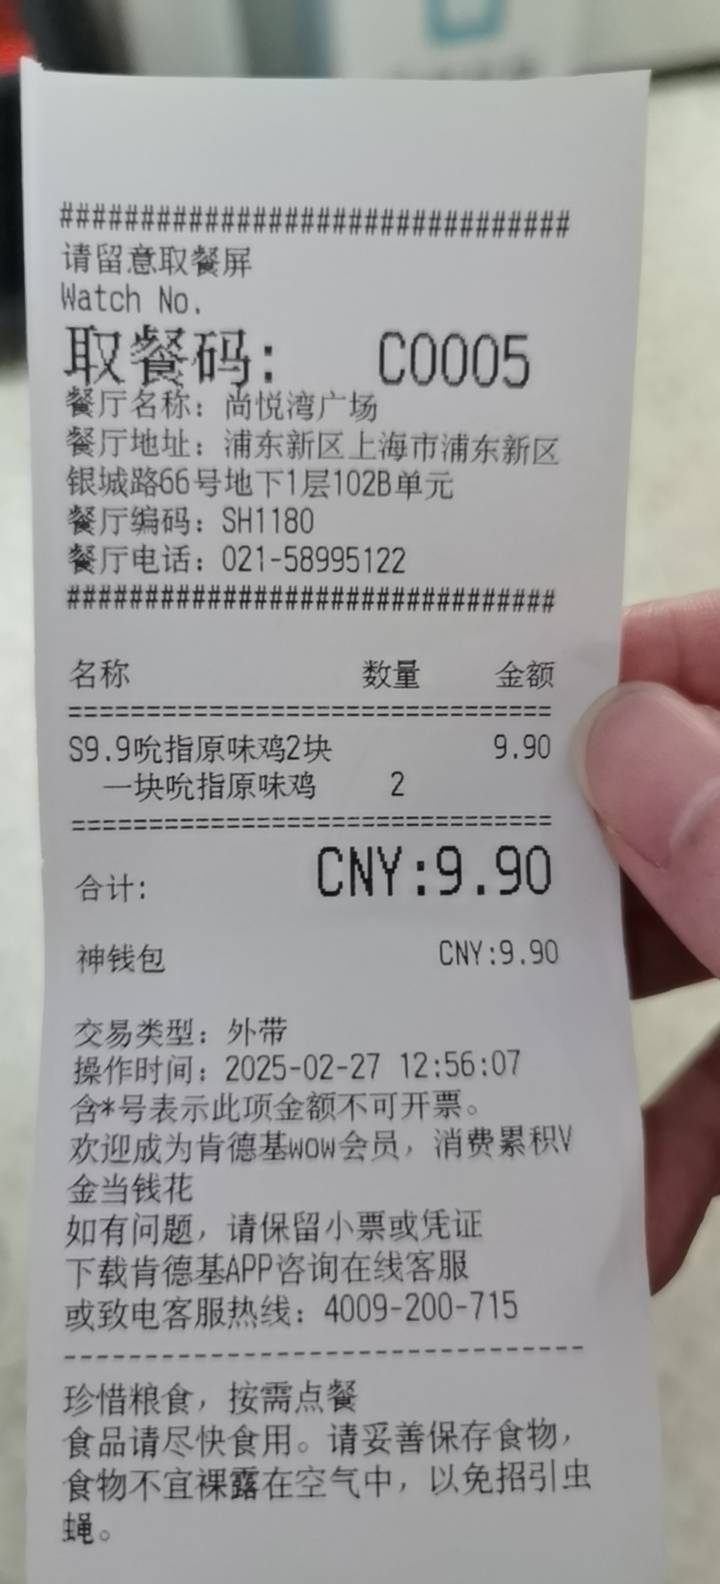 ################################
请留意取餐屏
Watch No.
取餐码: C0005
餐厅名称: 尚悦湾广场
餐厅地址: 浦东新区上海市浦东新区
银城路66号地下1层102B单元
餐厅编码: SH1180
餐厅电话: 021-58995122
################################
名称 数量 金额
===============================
S9.9吮指原味鸡2块 9.90
一块吮指原味鸡 2
===============================
合计: CNY:9.90
神钱包 CNY:9.90
交易类型: 外带
操作时间: 2025-02-27 12:56:07
含*号表示此项金额不可开票。
欢迎成为肯德基wow会员, 消费累积V
金当钱花
如有问题, 请保留小票或凭证
下载肯德基APP咨询在线客服
或致电客服热线: 4009-200-715
--------------------------------
珍惜粮食, 按需点餐
食品请尽快食用。请妥善保存食物,
食物不宜裸露在空气中, 以免招引虫
蝇。